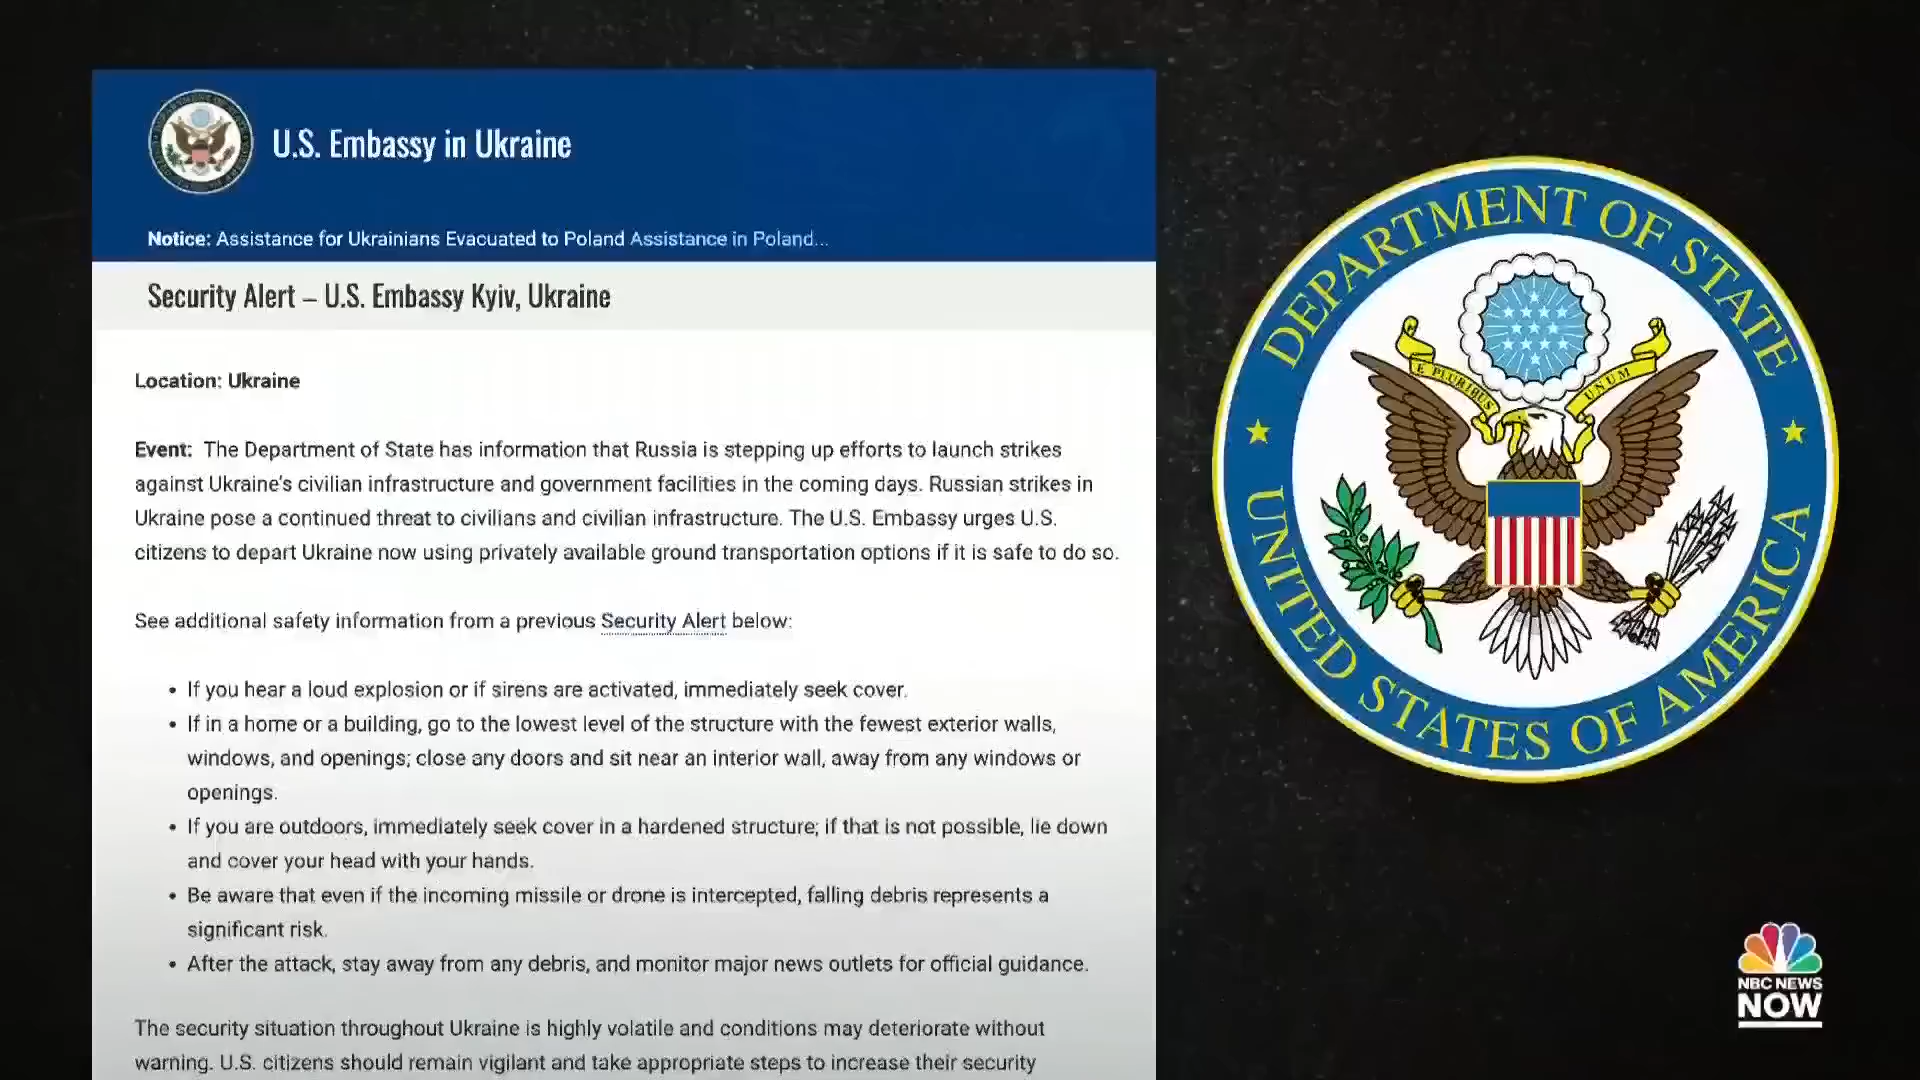 U.S. Embassy in Ukraine
Notice: Assistance for Ukrainians Evacuated to Poland Assistance in Poland...
Security Alert – U.S. Embassy Kyiv, Ukraine
Location: Ukraine
Event: The Department of State has information that Russia is stepping up efforts to launch strikes
against Ukraine's civilian infrastructure and government facilities in the coming days. Russian strikes in
Ukraine pose a continued threat to civilians and civilian infrastructure. The U.S. Embassy urges U.S.
citizens to depart Ukraine now using privately available ground transportation options if it is safe to do so.
See additional safety information from a previous Security Alert below:
• If you hear a loud explosion or if sirens are activated, immediately seek cover.
• If in a home or a building, go to the lowest level of the structure with the fewest exterior walls,
windows, and openings; close any doors and sit near an interior wall, away from any windows or
openings.
• If you are outdoors, immediately seek cover in a hardened structure; if that is not possible, lie down
and cover your head with your hands.
• Be aware that even if the incoming missile or drone is intercepted, falling debris represents a
significant risk.
• After the attack, stay away from any debris, and monitor major news outlets for official guidance.
The security situation throughout Ukraine is highly volatile and conditions may deteriorate without
warning. U.S. citizens should remain vigilant and take appropriate steps to increase their security
DEPARTMENT OF STATE
E PLURIBUS UNUM
UNITED STATES OF AMERICA
NBC NEWS
NOW